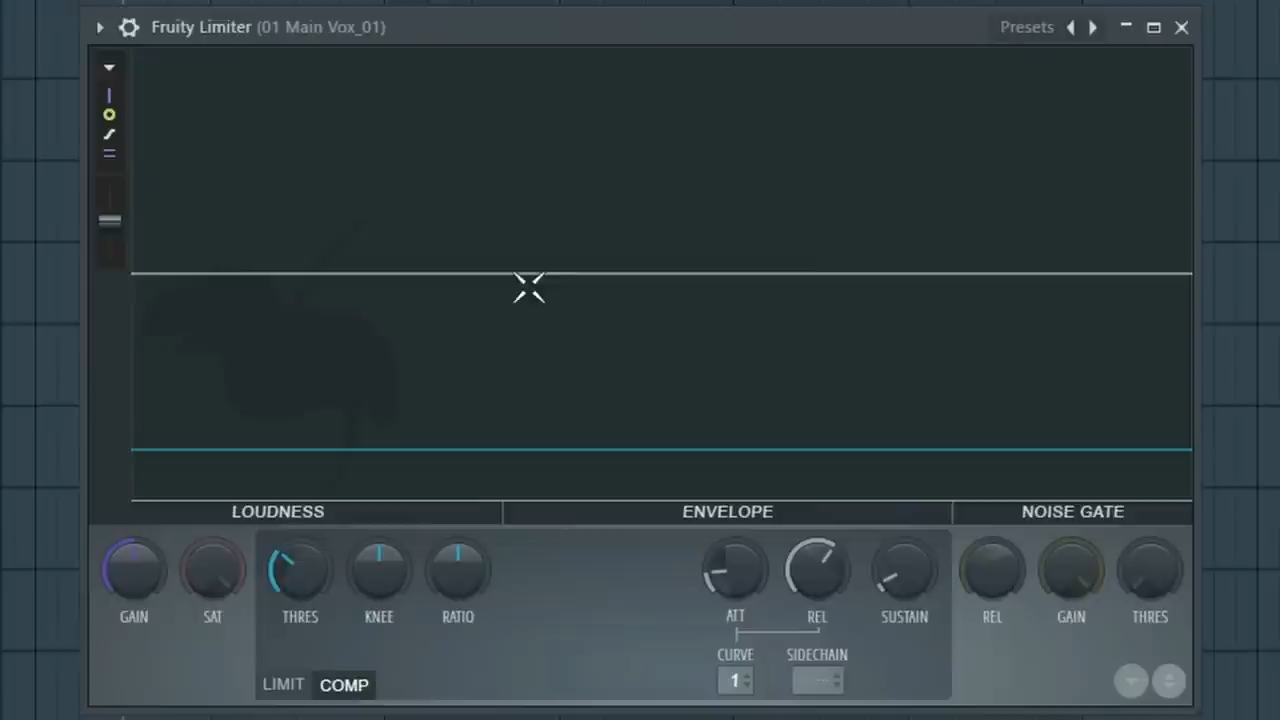 Fruity Limiter (01 Main Vox_01)
Presets
LOUDNESS ENVELOPE NOISE GATE
GAIN SAT THRES KNEE RATIO ATT REL SUSTAIN REL GAIN THRES
CURVE SIDECHAIN
LIMIT COMP 1